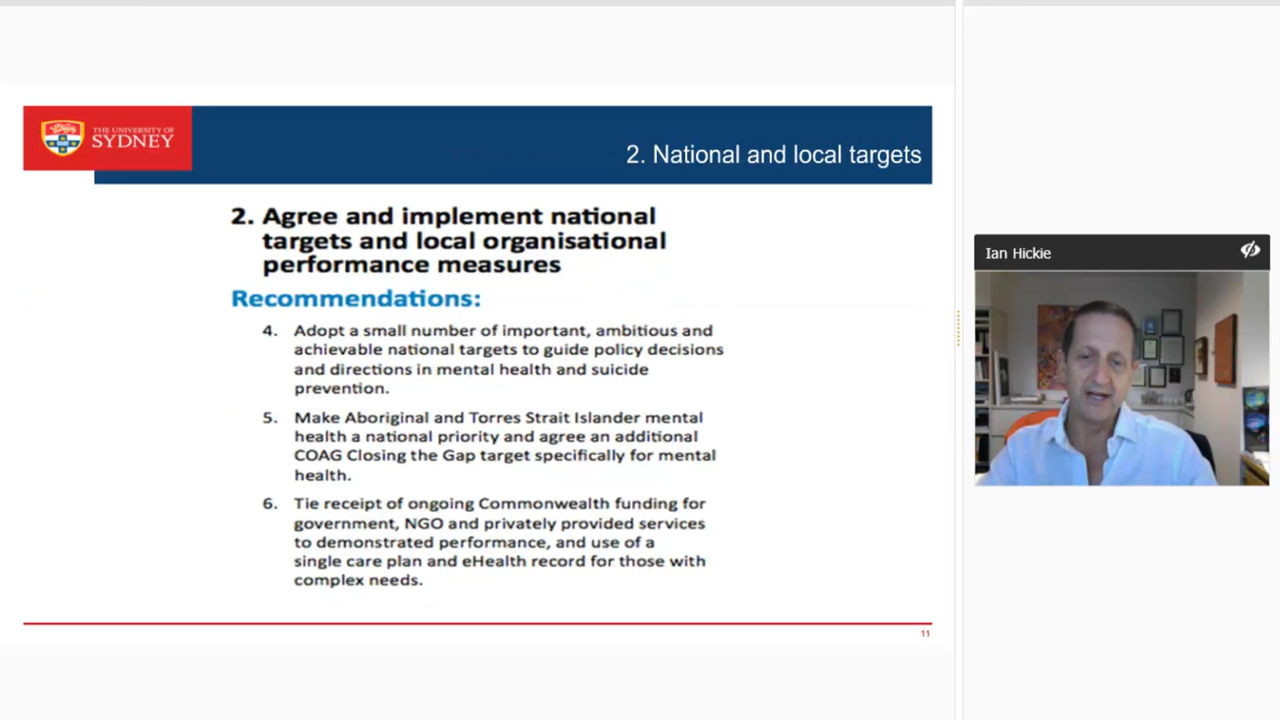 THE UNIVERSITY OF
SYDNEY
2. National and local targets
2. Agree and implement national
targets and local organisational
performance measures
Recommendations:
4. Adopt a small number of important, ambitious and
achievable national targets to guide policy decisions
and directions in mental health and suicide
prevention.
5. Make Aboriginal and Torres Strait Islander mental
health a national priority and agree an additional
COAG Closing the Gap target specifically for mental
health.
6. Tie receipt of ongoing Commonwealth funding for
government, NGO and privately provided services
to demonstrated performance, and use of a
single care plan and eHealth record for those with
complex needs.
11
Ian Hickie